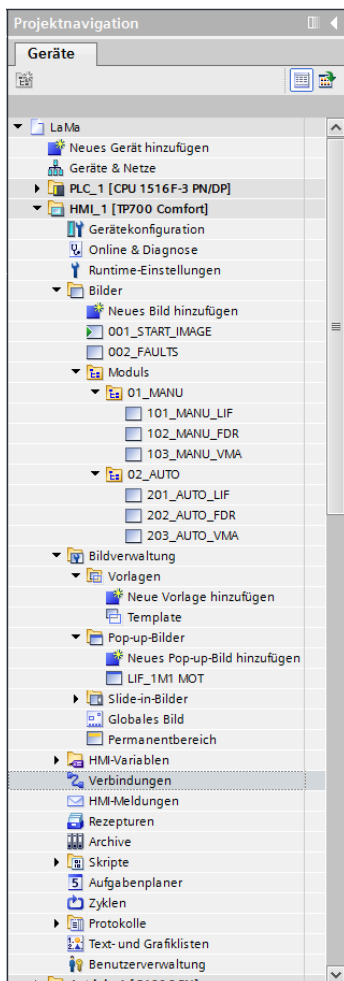 Projektnavigation
Geräte
LaMa
Neues Gerät hinzufügen
Geräte & Netze
PLC_1 [CPU 1516F-3 PN/DP]
HMI_1 [TP700 Comfort]
Gerätekonfiguration
Online & Diagnose
Runtime-Einstellungen
Bilder
Neues Bild hinzufügen
001_START_IMAGE
002_FAULTS
Moduls
01_MANU
101_MANU_LIF
102_MANU_FDR
103_MANU_VMA
02_AUTO
201_AUTO_LIF
202_AUTO_FDR
203_AUTO_VMA
Bildverwaltung
Vorlagen
Neue Vorlage hinzufügen
Template
Pop-up-Bilder
Neues Pop-up-Bild hinzufügen
LIF_1M1 MOT
Slide-in-Bilder
Globales Bild
Permanentbereich
HMI-Variablen
Verbindungen
HMI-Meldungen
Rezepturen
Archive
Skripte
Aufgabenplaner
Zyklen
Protokolle
Text- und Grafiklisten
Benutzerverwaltung